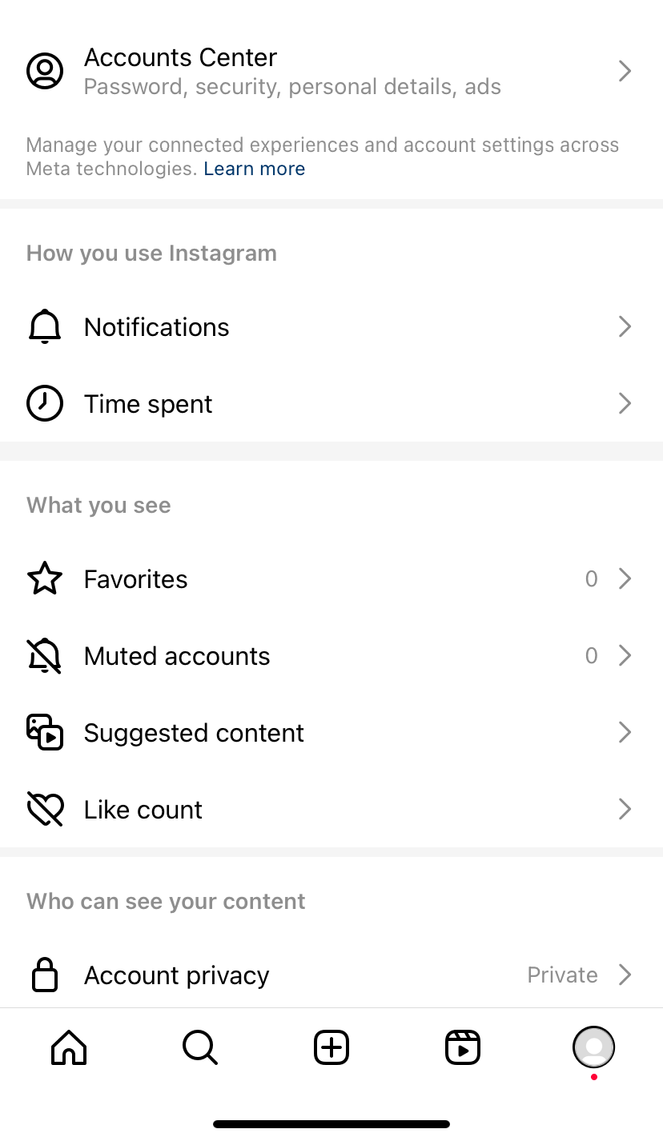 Accounts Center
Password, security, personal details, ads
Manage your connected experiences and account settings across
Meta technologies. Learn more
How you use Instagram
Notifications
Time spent
What you see
Favorites 0
Muted accounts 0
Suggested content
Like count
Who can see your content
Account privacy Private